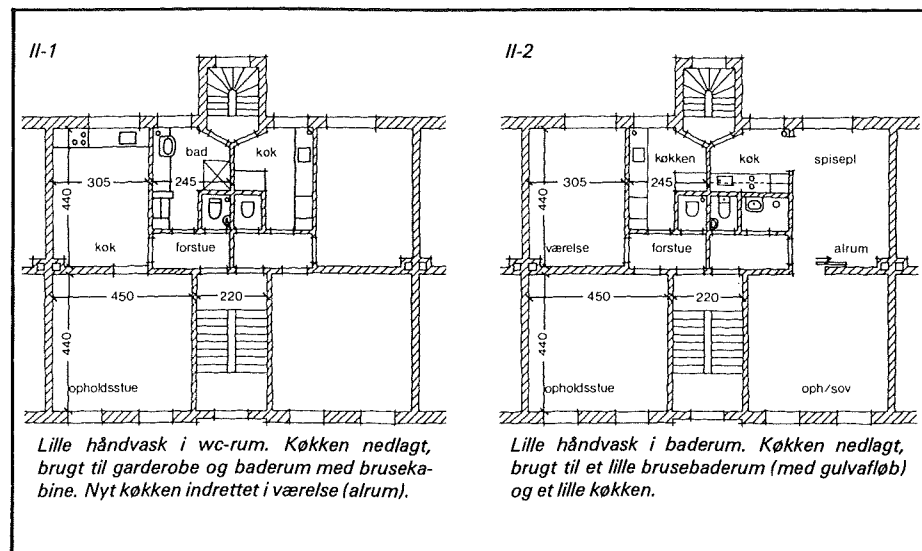 II-1
bad
køk
305
245
440
køk
forstue
450
220
440
opholdsstue
Lille håndvask i wc-rum. Køkken nedlagt,
brugt til garderobe og baderum med bruseka-
bine. Nyt køkken indrettet i værelse (alrum).
II-2
køkken
køk
spisepl
305
245
440
værelse
forstue
alrum
450
220
440
opholdsstue
oph/sov
Lille håndvask i baderum. Køkken nedlagt,
brugt til et lille brusebaderum (med gulvafløb)
og et lille køkken.